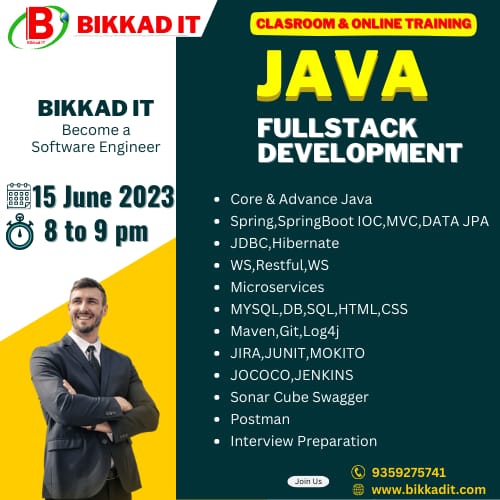 B
Bikkad IT
BIKKAD IT
CLASROOM & ONLINE TRAINING
JAVA
FULLSTACK
DEVELOPMENT
BIKKAD IT
Become a
Software Engineer
15 June 2023
8 to 9 pm
• Core & Advance Java
• Spring,SpringBoot IOC,MVC,DATA JPA
• JDBC,Hibernate
• WS,Restful,WS
• Microservices
• MYSQL,DB,SQL,HTML,CSS
• Maven,Git,Log4j
• JIRA,JUNIT,MOKITO
• JOCOCO,JENKINS
• Sonar Cube Swagger
• Postman
• Interview Preparation
Join Us
9359275741
www.bikkadit.com